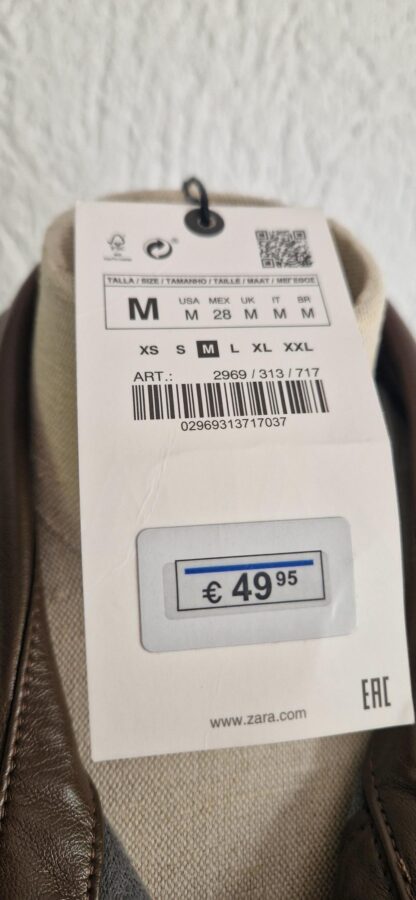 TALLA / SIZE / TAMANHO / TAILLE / MAAT / ΜΕΓΕΘΟΣ
M
USA MEX UK IT BR
M 28 M M M
XS S M L XL XXL
ART.: 2969 / 313 / 717
02969313717037
€ 49 95
www.zara.com
EAC